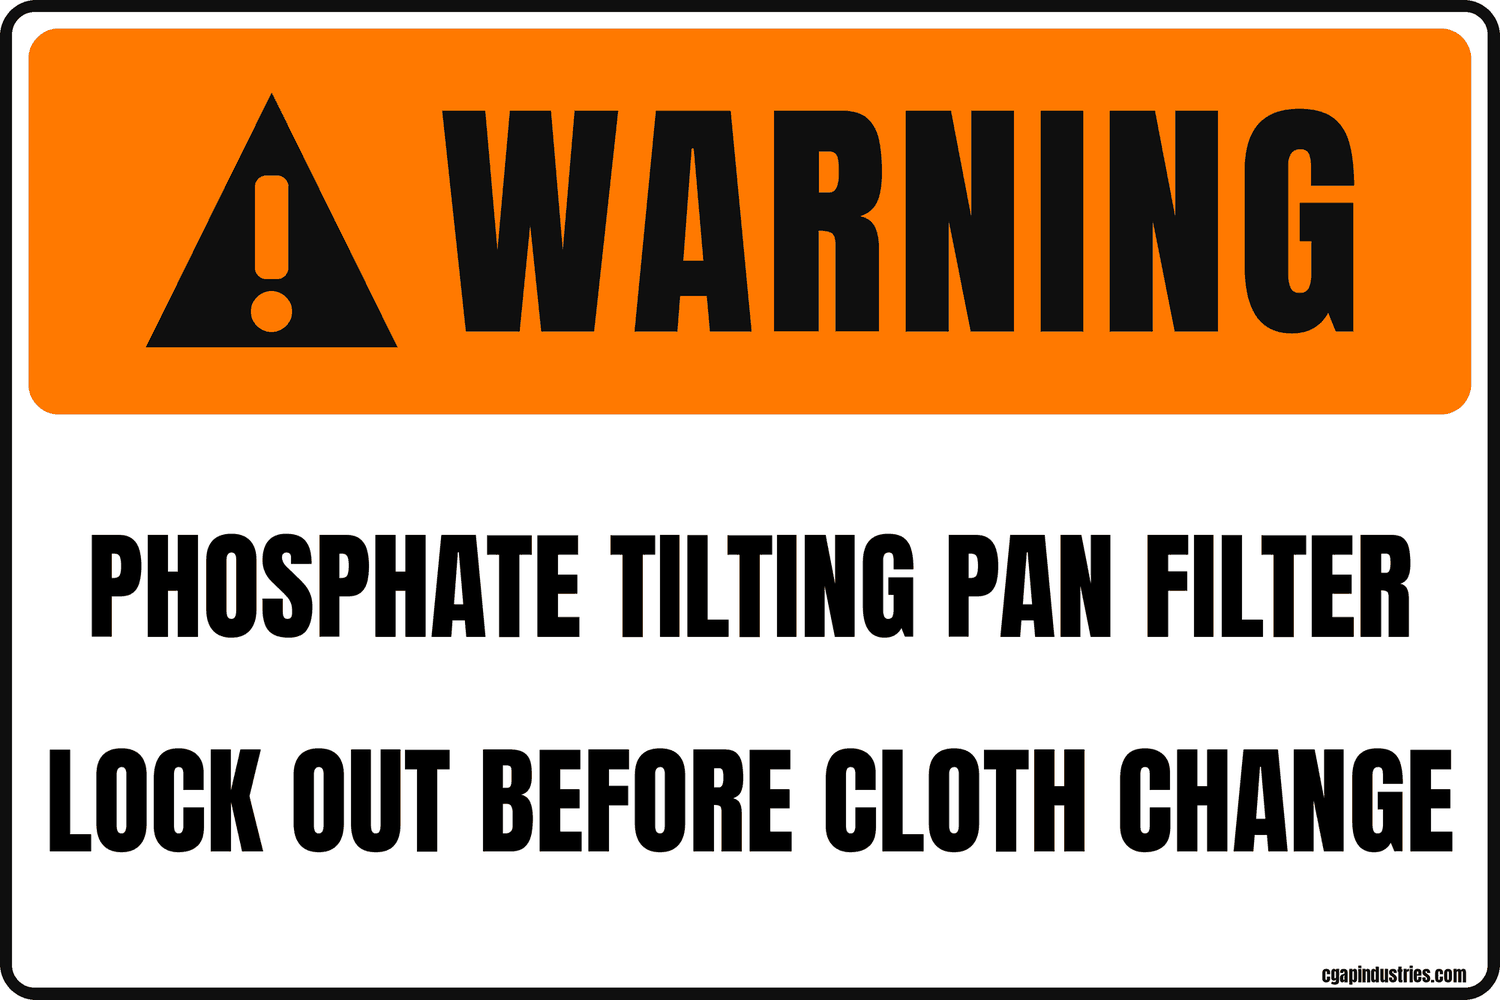 WARNING
PHOSPHATE TILTING PAN FILTER
LOCK OUT BEFORE CLOTH CHANGE
cgapindustries.com